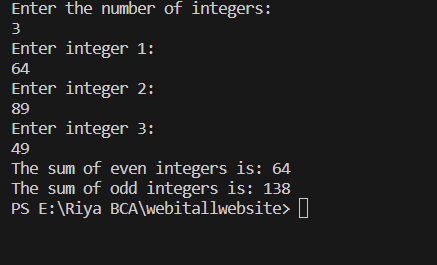 Enter the number of integers:
3
Enter integer 1:
64
Enter integer 2:
89
Enter integer 3:
49
The sum of even integers is: 64
The sum of odd integers is: 138
PS E:\Riya BCA\webitallwebsite>